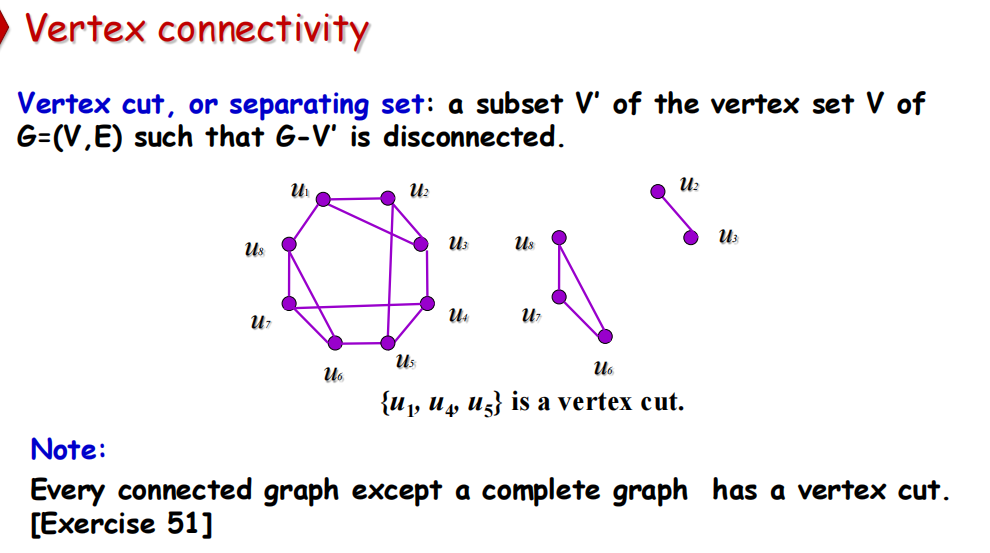 Vertex connectivity
Vertex cut, or separating set: a subset V' of the vertex set V of
G=(V,E) such that G-V' is disconnected.
u₁ u₂ u₂
u₈ u₃ u₈ u₃
u₇ u₄ u₇
u₆ u₅ u₆
{u₁, u₄, u₅} is a vertex cut.
Note:
Every connected graph except a complete graph has a vertex cut.
[Exercise 51]